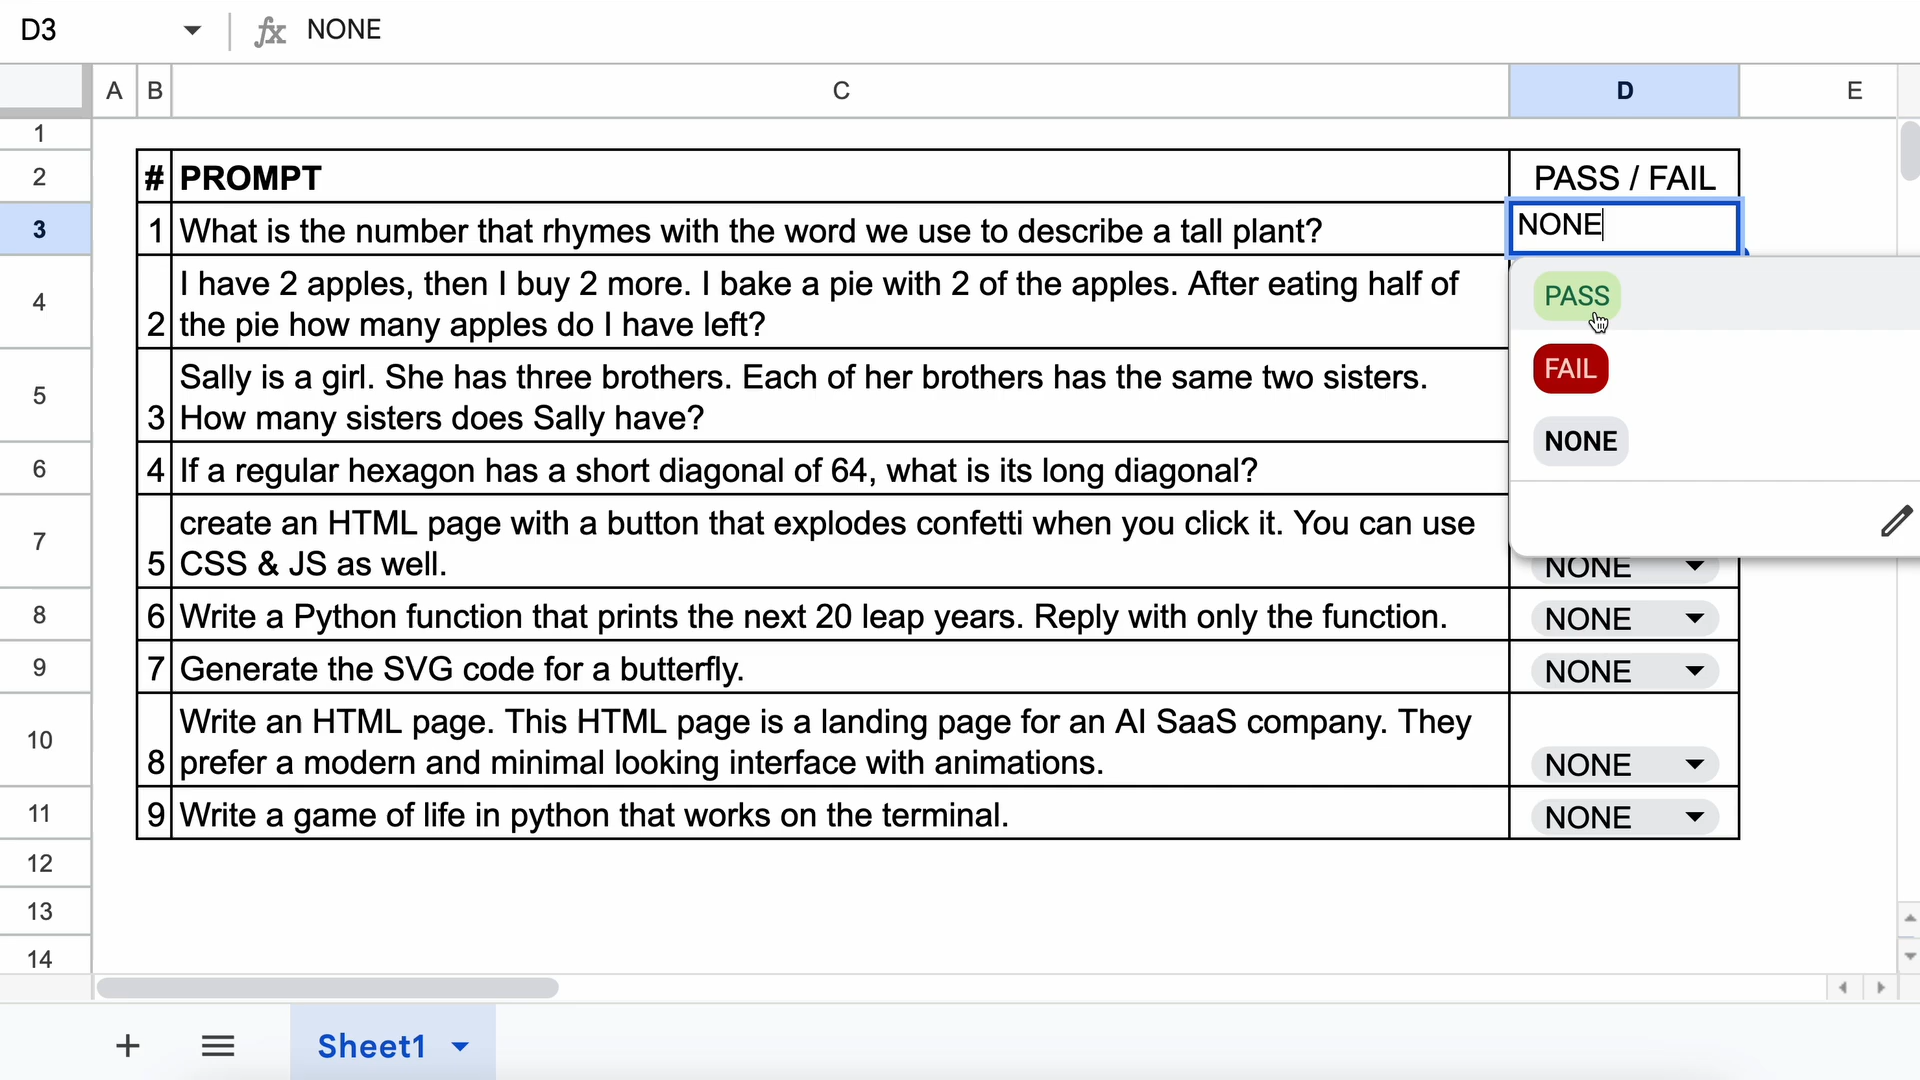 D3 fx NONE
A B C D E
1
2 # PROMPT PASS / FAIL
3 1 What is the number that rhymes with the word we use to describe a tall plant? NONE
PASS
I have 2 apples, then I buy 2 more. I bake a pie with 2 of the apples. After eating half of
4 2 the pie how many apples do I have left?
FAIL
Sally is a girl. She has three brothers. Each of her brothers has the same two sisters.
5 3 How many sisters does Sally have?
NONE
6 4 If a regular hexagon has a short diagonal of 64, what is its long diagonal?
create an HTML page with a button that explodes confetti when you click it. You can use
7 5 CSS & JS as well. NONE
8 6 Write a Python function that prints the next 20 leap years. Reply with only the function. NONE
9 7 Generate the SVG code for a butterfly. NONE
Write an HTML page. This HTML page is a landing page for an AI SaaS company. They
10 8 prefer a modern and minimal looking interface with animations. NONE
11 9 Write a game of life in python that works on the terminal. NONE
12
13
14
Sheet1